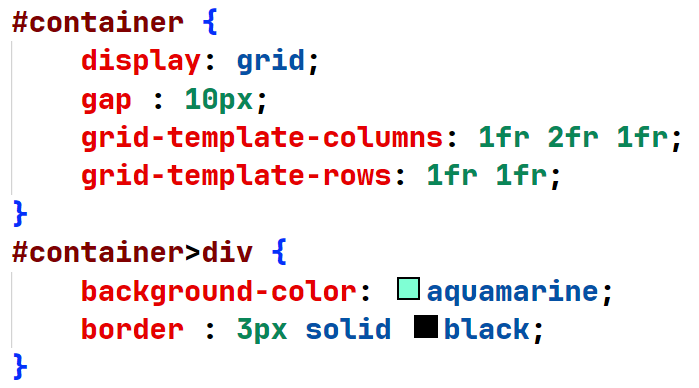 #container {
display: grid;
gap : 10px;
grid-template-columns: 1fr 2fr 1fr;
grid-template-rows: 1fr 1fr;
}
#container>div {
background-color: aquamarine;
border : 3px solid black;
}